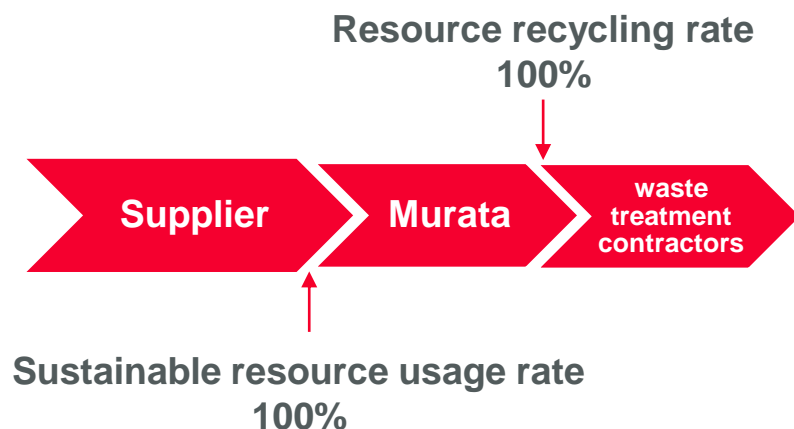 Resource recycling rate
100%
Supplier
Murata
waste
treatment
contractors
Sustainable resource usage rate
100%